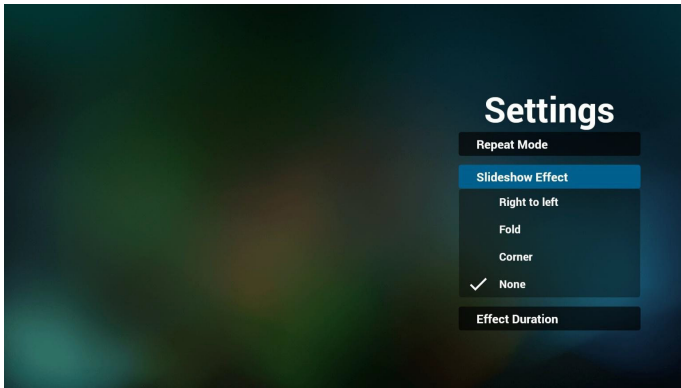 Settings
Repeat Mode
Slideshow Effect
Right to left
Fold
Corner
None
Effect Duration